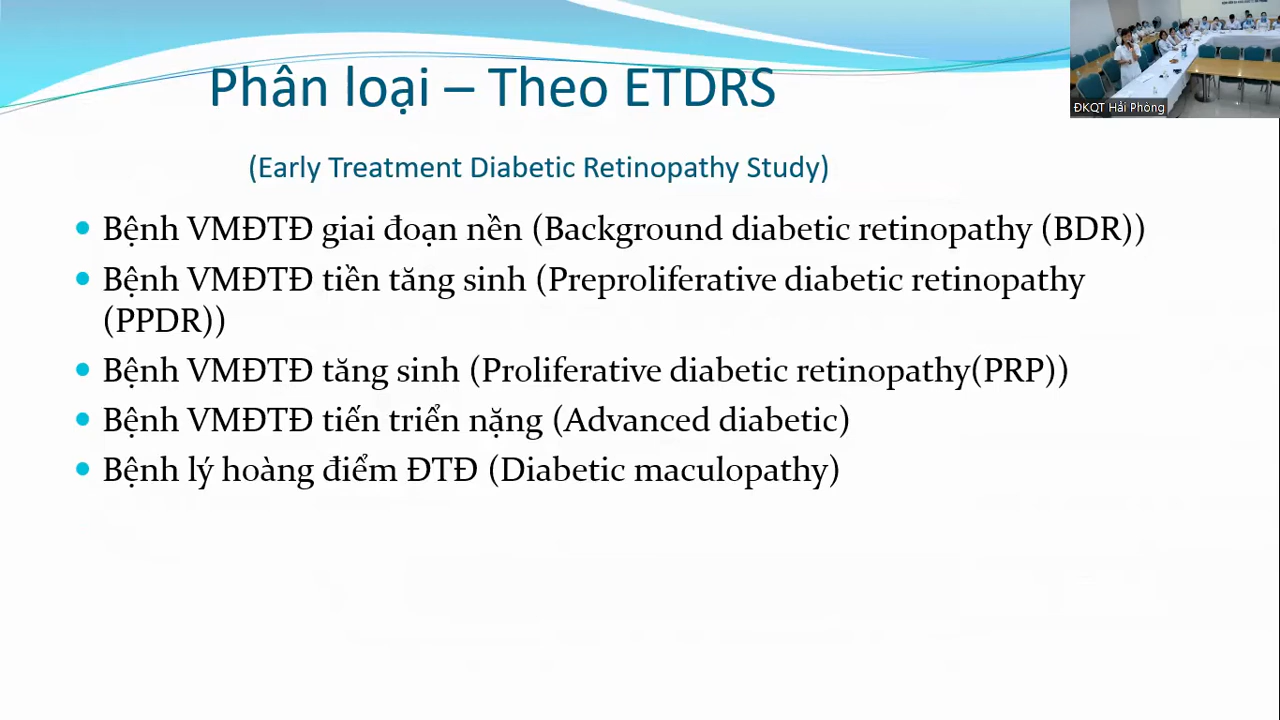 Phân loại – Theo ETDRS
(Early Treatment Diabetic Retinopathy Study)
ĐKQT Hải Phòng
• Bệnh VMĐTĐ giai đoạn nền (Background diabetic retinopathy (BDR))
• Bệnh VMĐTĐ tiền tăng sinh (Preproliferative diabetic retinopathy
(PPDR))
• Bệnh VMĐTĐ tăng sinh (Proliferative diabetic retinopathy(PRP))
• Bệnh VMĐTĐ tiến triển nặng (Advanced diabetic)
• Bệnh lý hoàng điểm ĐTĐ (Diabetic maculopathy)